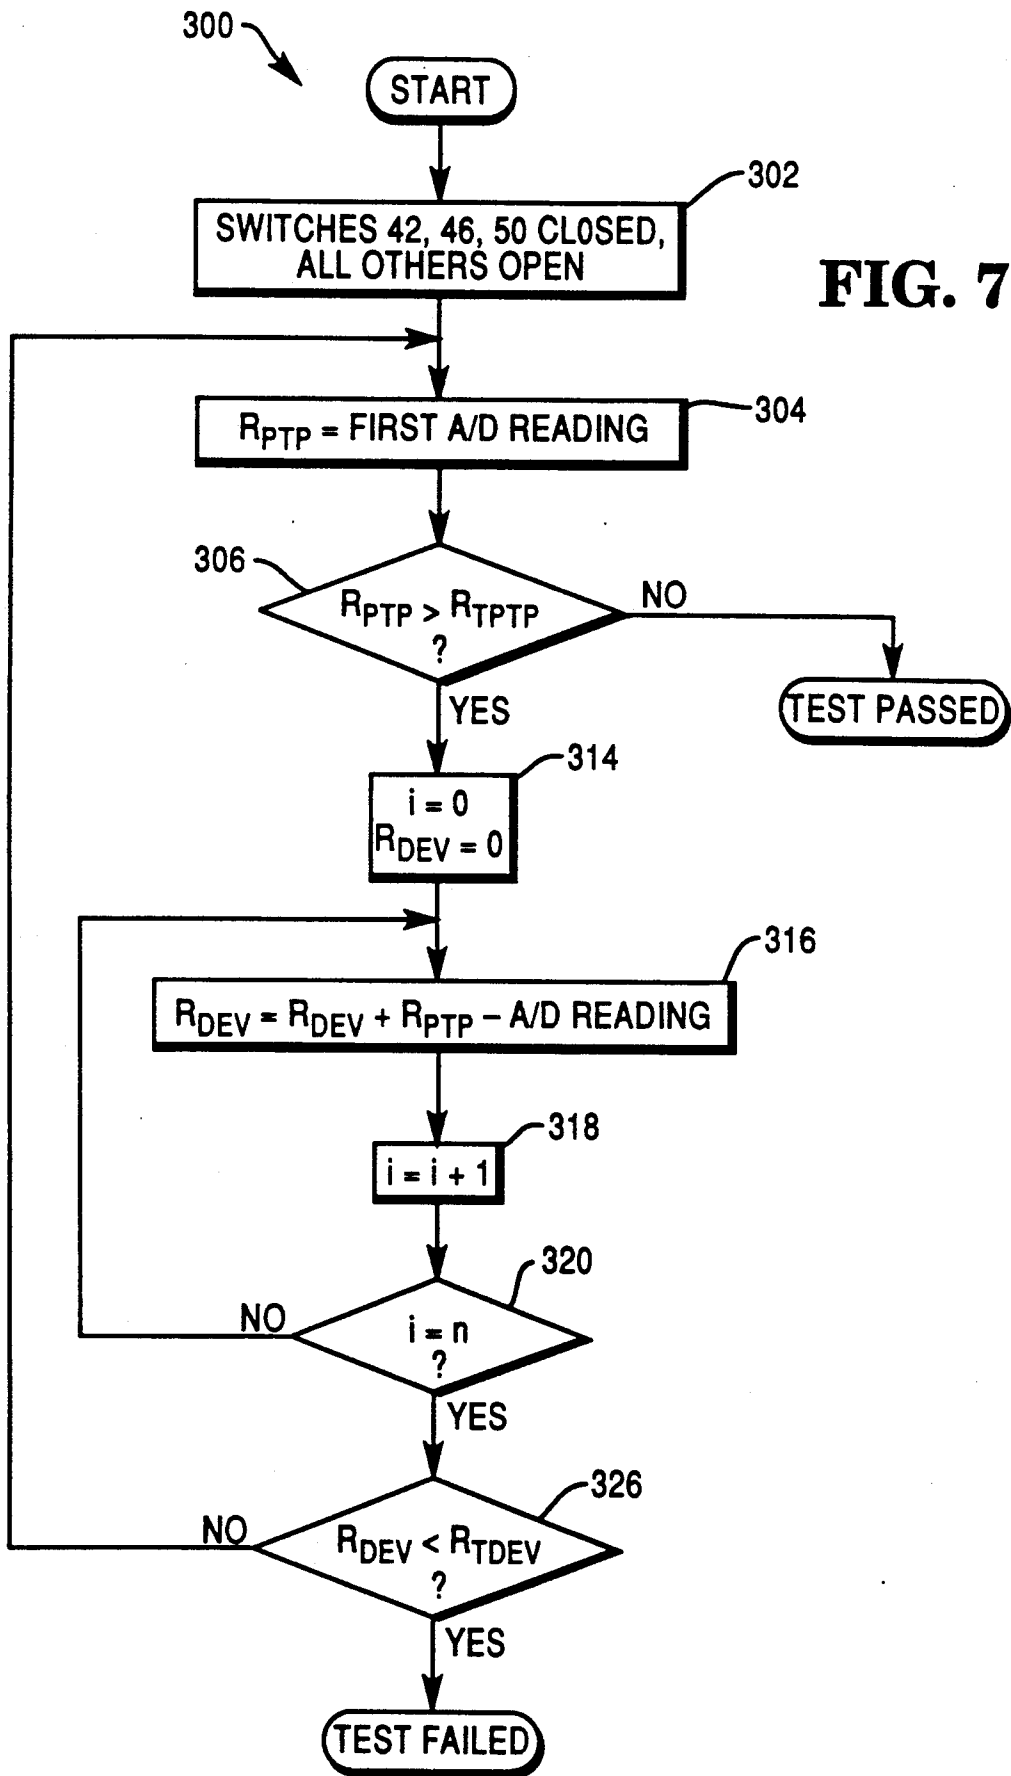 300
START
302
SWITCHES 42, 46, 50 CLOSED,
ALL OTHERS OPEN
FIG. 7
304
RPTP = FIRST A/D READING
306
RPTP > RTPTP
?
NO
YES
TEST PASSED
314
i = 0
RDEV = 0
316
RDEV = RDEV + RPTP – A/D READING
318
i = i + 1
320
NO
i = n
?
YES
326
NO
RDEV < RTDEV
?
YES
TEST FAILED